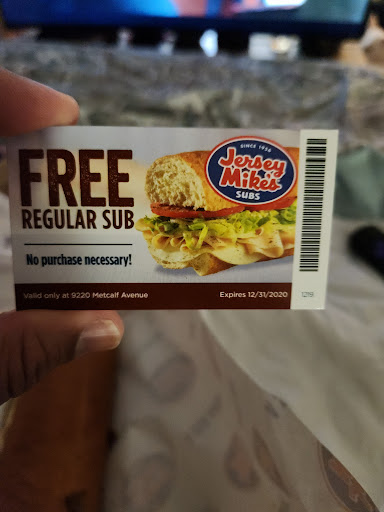 FREE
REGULAR SUB
No purchase necessary!
SINCE 1956
Jersey
Mike's
SUBS
Valid only at 9220 Metcalf Avenue
Expires 12/31/2020